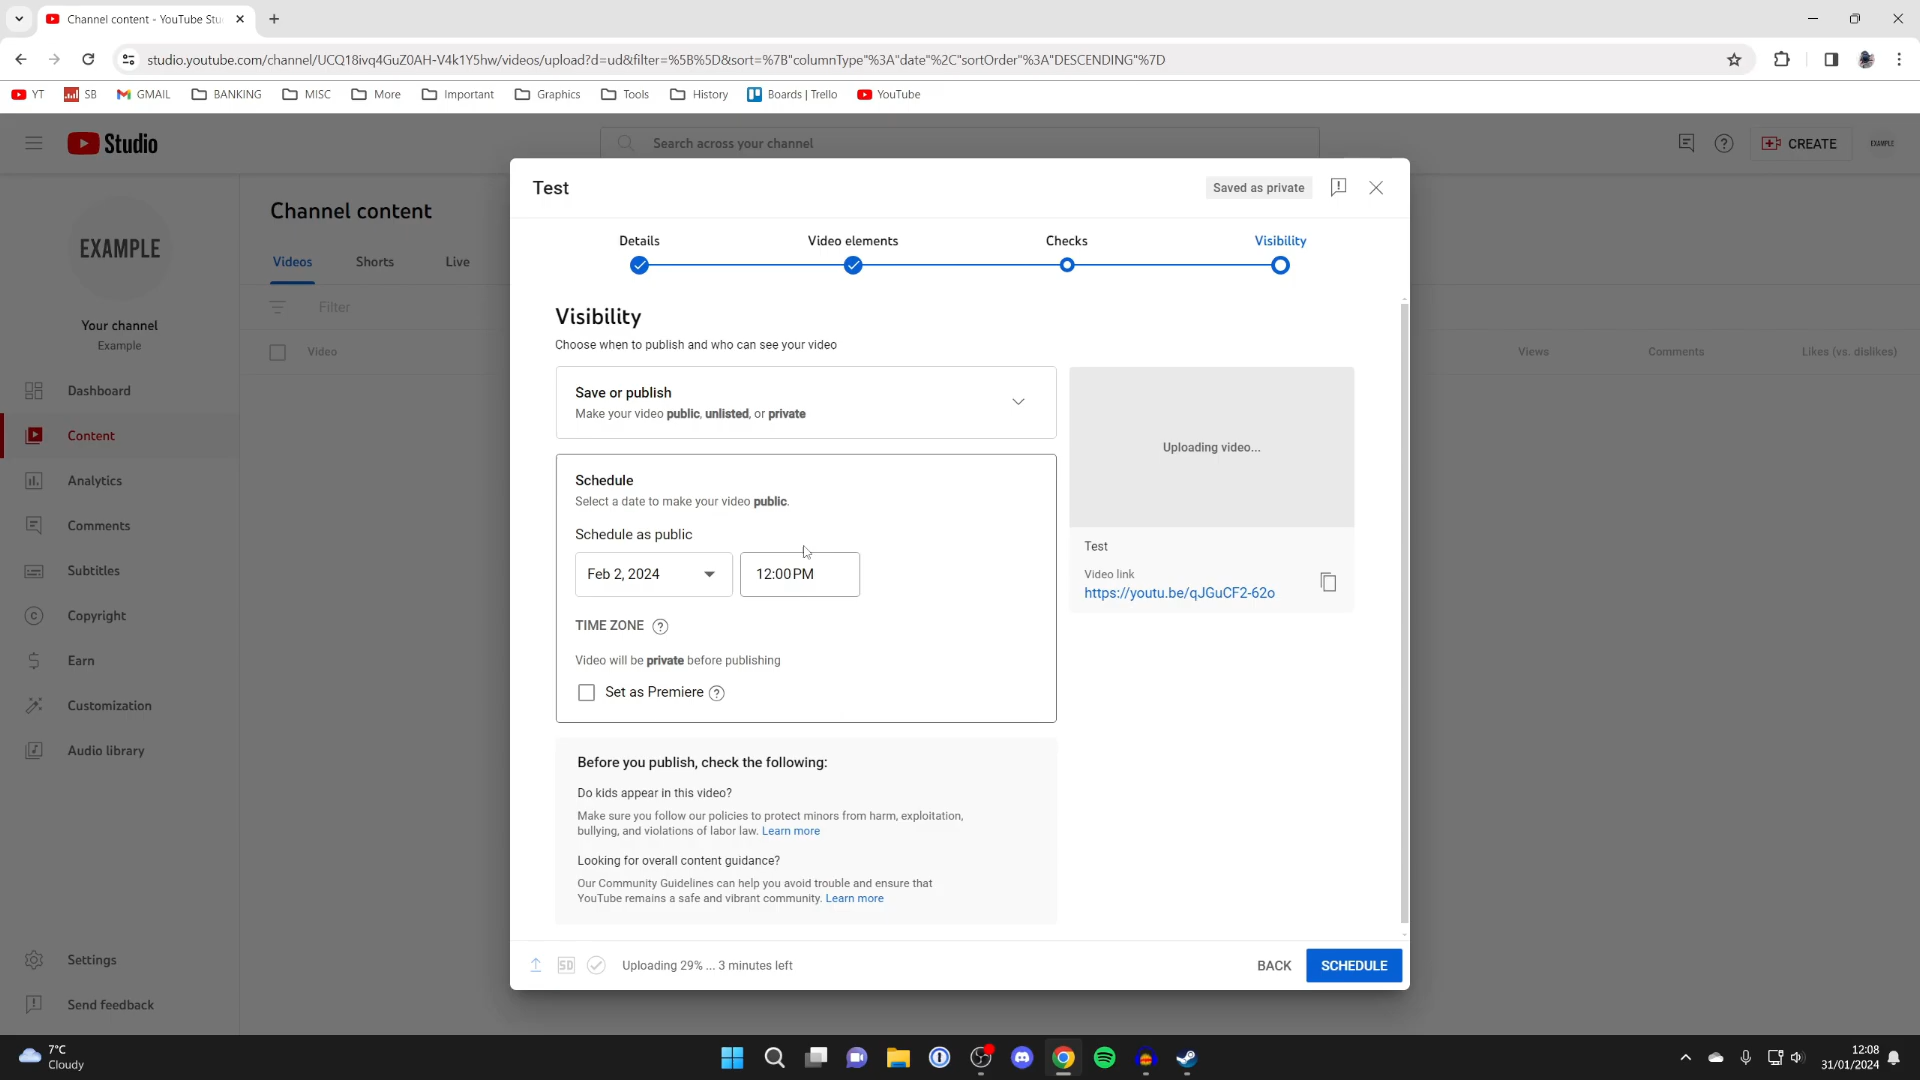 Channel content - YouTube Stu
studio.youtube.com/channel/UCQ18ivq4GuZ0AH-V4k1Y5hw/videos/upload?d=ud&filter=%5B%5D&sort=%7B"columnType"%3A"date"%2C"sortOrder"%3A"DESCENDING"%7D
YT SB GMAIL BANKING MISC More Important Graphics Tools History Boards | Trello YouTube
Studio
Search across your channel
CREATE
EXAMPLE
Test
Saved as private
EXAMPLE
Your channel
Example
Dashboard
Content
Analytics
Comments
Subtitles
Copyright
Earn
Customization
Audio library
Settings
Send feedback
Channel content
Videos Shorts Live
Filter
Video
Views Comments Likes (vs. dislikes)
Details Video elements Checks Visibility
Visibility
Choose when to publish and who can see your video
Save or publish
Make your video public, unlisted, or private
Schedule
Select a date to make your video public.
Schedule as public
Feb 2, 2024 12:00 PM
TIME ZONE ?
Video will be private before publishing
Set as Premiere ?
Before you publish, check the following:
Do kids appear in this video?
Make sure you follow our policies to protect minors from harm, exploitation,
bullying, and violations of labor law. Learn more
Looking for overall content guidance?
Our Community Guidelines can help you avoid trouble and ensure that
YouTube remains a safe and vibrant community. Learn more
Uploading video...
Test
Video link
https://youtu.be/qJGuCF2-62o
SD
Uploading 29% ... 3 minutes left
BACK SCHEDULE
7°C
Cloudy
12:08
31/01/2024